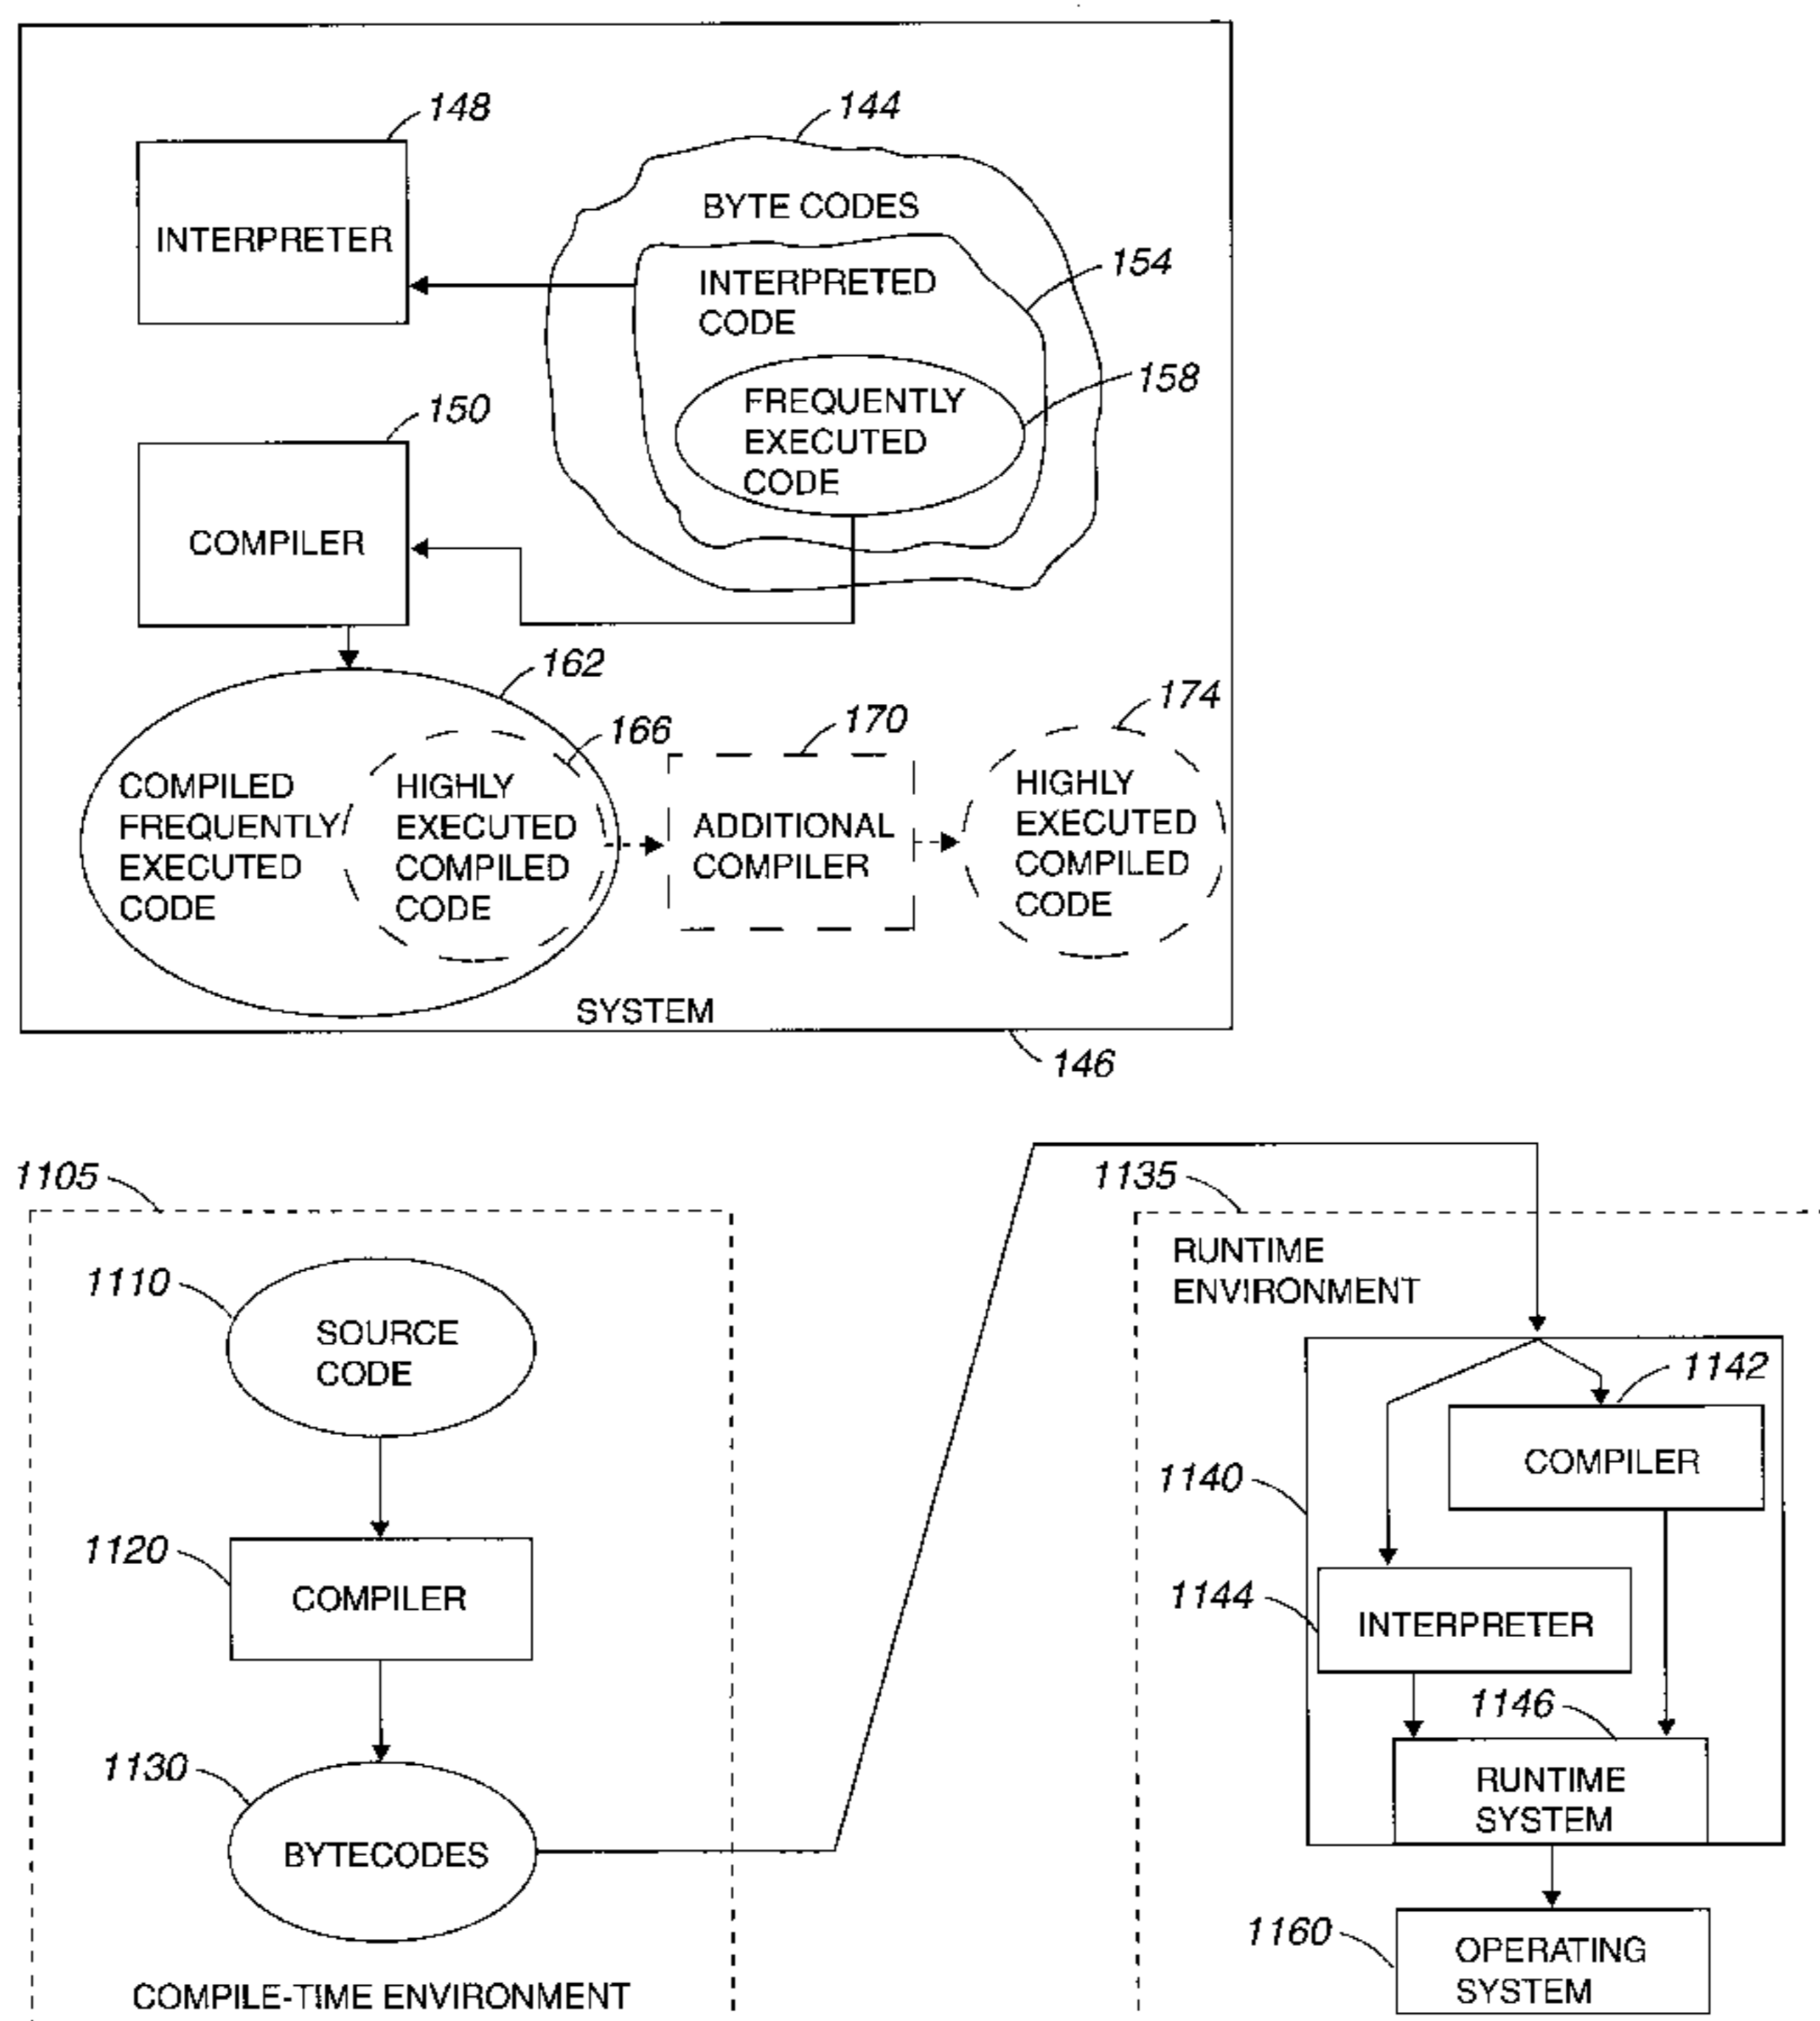 148
144
BYTE CODES
INTERPRETER
154
INTERPRETED
CODE
158
FREQUENTLY
EXECUTED
CODE
150
COMPILER
162
166
170
174
COMPILED
FREQUENTLY
EXECUTED
CODE
HIGHLY
EXECUTED
COMPILED
CODE
ADDITIONAL
COMPILER
HIGHLY
EXECUTED
COMPILED
CODE
SYSTEM
146
1105
1110
SOURCE
CODE
1120
COMPILER
1130
BYTECODES
COMPILE-TIME ENVIRONMENT
1135
RUNTIME
ENVIRONMENT
1142
COMPILER
1140
1144
INTERPRETER
1146
RUNTIME
SYSTEM
1160
OPERATING
SYSTEM